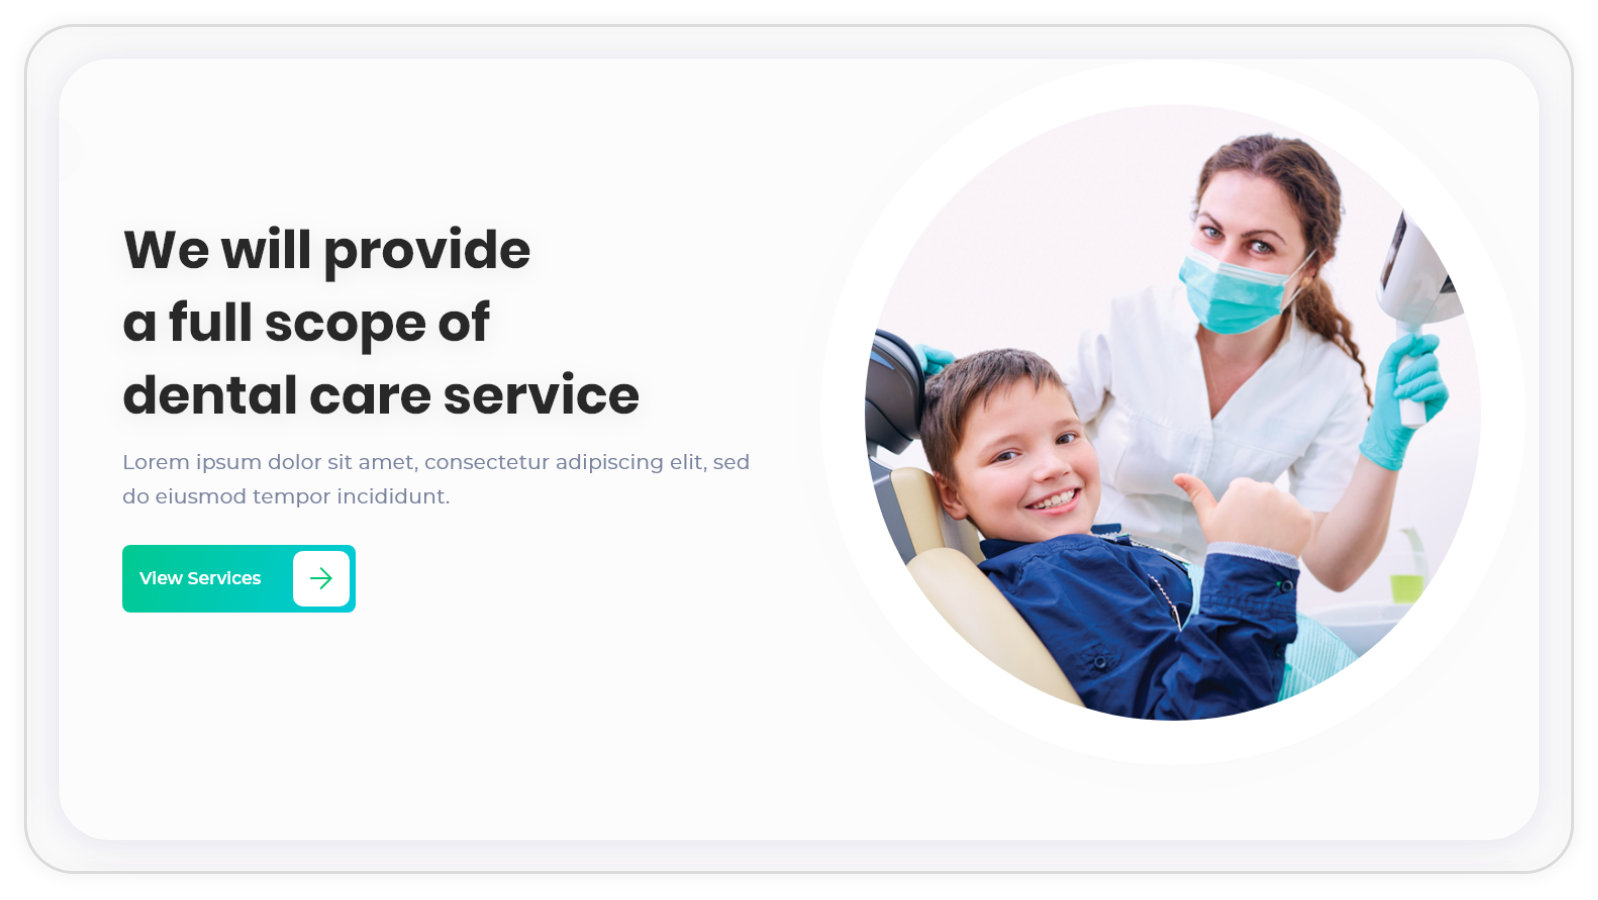 We will provide
a full scope of
dental care service
Lorem ipsum dolor sit amet, consectetur adipiscing elit, sed
do eiusmod tempor incididunt.
View Services